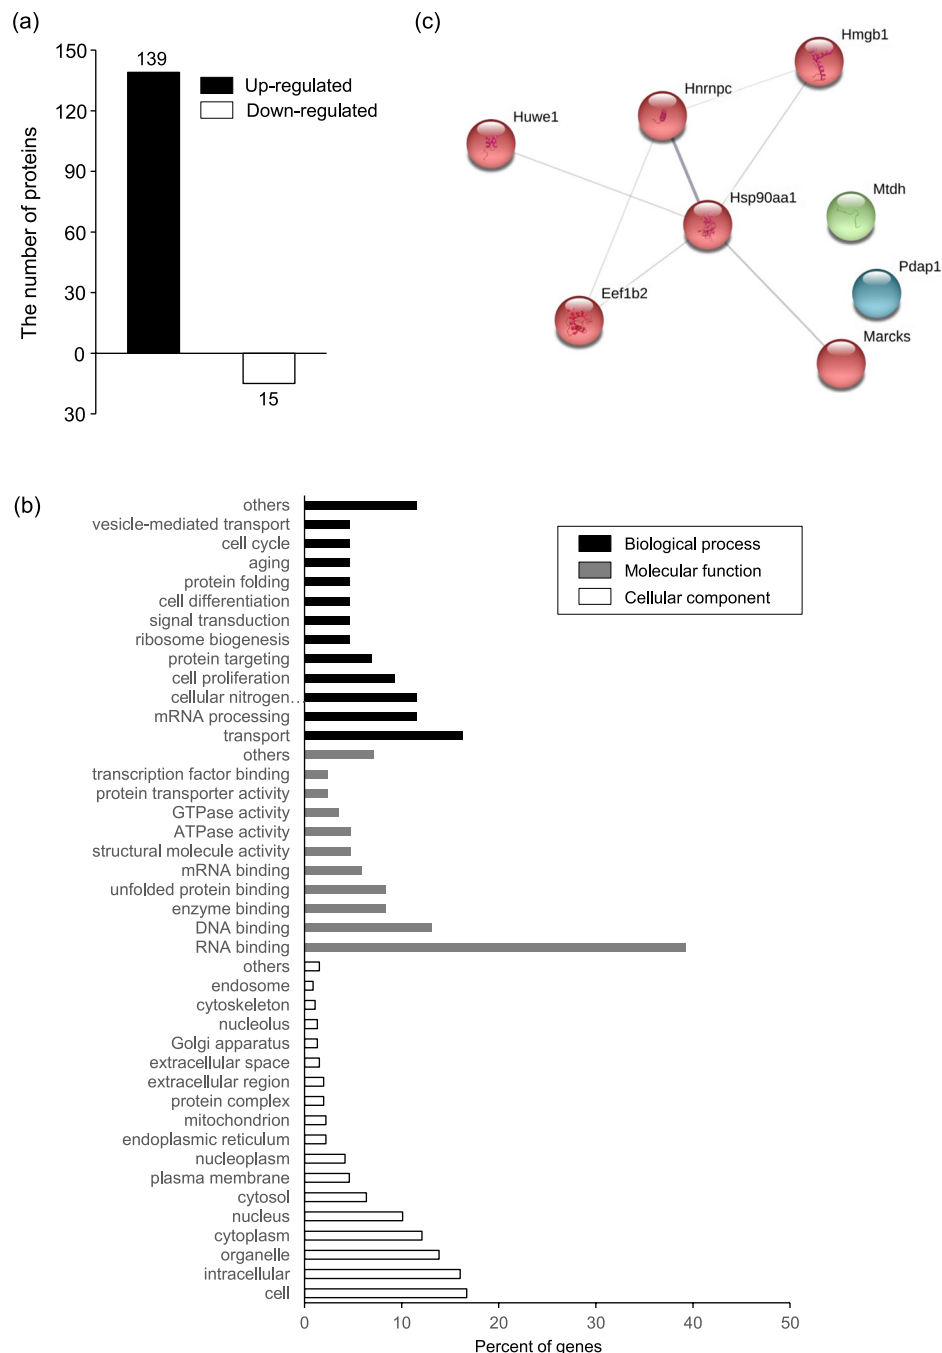 (a)
150
120
90
60
30
0
30
The number of proteins
139
15
Up-regulated
Down-regulated
(c)
Hmgb1
Hnrnpc
Huwe1
Hsp90aa1
Mtdh
Pdap1
Eef1b2
Marcks
(b)
others
vesicle-mediated transport
cell cycle
aging
protein folding
cell differentiation
signal transduction
ribosome biogenesis
protein targeting
cell proliferation
cellular nitrogen…
mRNA processing
transport
others
transcription factor binding
protein transporter activity
GTPase activity
ATPase activity
structural molecule activity
mRNA binding
unfolded protein binding
enzyme binding
DNA binding
RNA binding
others
endosome
cytoskeleton
nucleolus
Golgi apparatus
extracellular space
extracellular region
protein complex
mitochondrion
endoplasmic reticulum
nucleoplasm
plasma membrane
cytosol
nucleus
cytoplasm
organelle
intracellular
cell
Biological process
Molecular function
Cellular component
0 10 20 30 40 50
Percent of genes